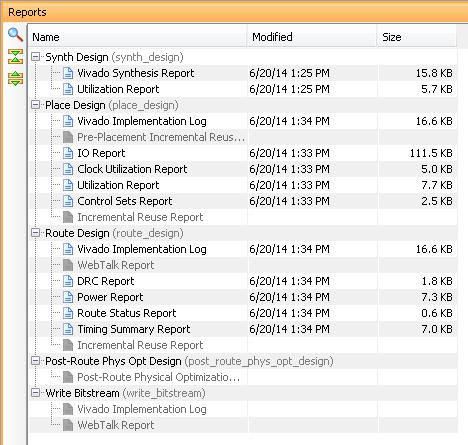 Reports
Name Modified Size
Synth Design (synth_design)
Vivado Synthesis Report 6/20/14 1:25 PM 15.8 KB
Utilization Report 6/20/14 1:25 PM 5.7 KB
Place Design (place_design)
Vivado Implementation Log 6/20/14 1:34 PM 16.6 KB
Pre-Placement Incremental Reus...
IO Report 6/20/14 1:33 PM 111.5 KB
Clock Utilization Report 6/20/14 1:33 PM 5.0 KB
Utilization Report 6/20/14 1:33 PM 7.7 KB
Control Sets Report 6/20/14 1:33 PM 2.5 KB
Incremental Reuse Report
Route Design (route_design)
Vivado Implementation Log 6/20/14 1:34 PM 16.6 KB
WebTalk Report
DRC Report 6/20/14 1:34 PM 1.8 KB
Power Report 6/20/14 1:34 PM 7.3 KB
Route Status Report 6/20/14 1:34 PM 0.6 KB
Timing Summary Report 6/20/14 1:34 PM 7.0 KB
Incremental Reuse Report
Post-Route Phys Opt Design (post_route_phys_opt_design)
Post-Route Physical Optimizatio...
Write Bitstream (write_bitstream)
Vivado Implementation Log
WebTalk Report